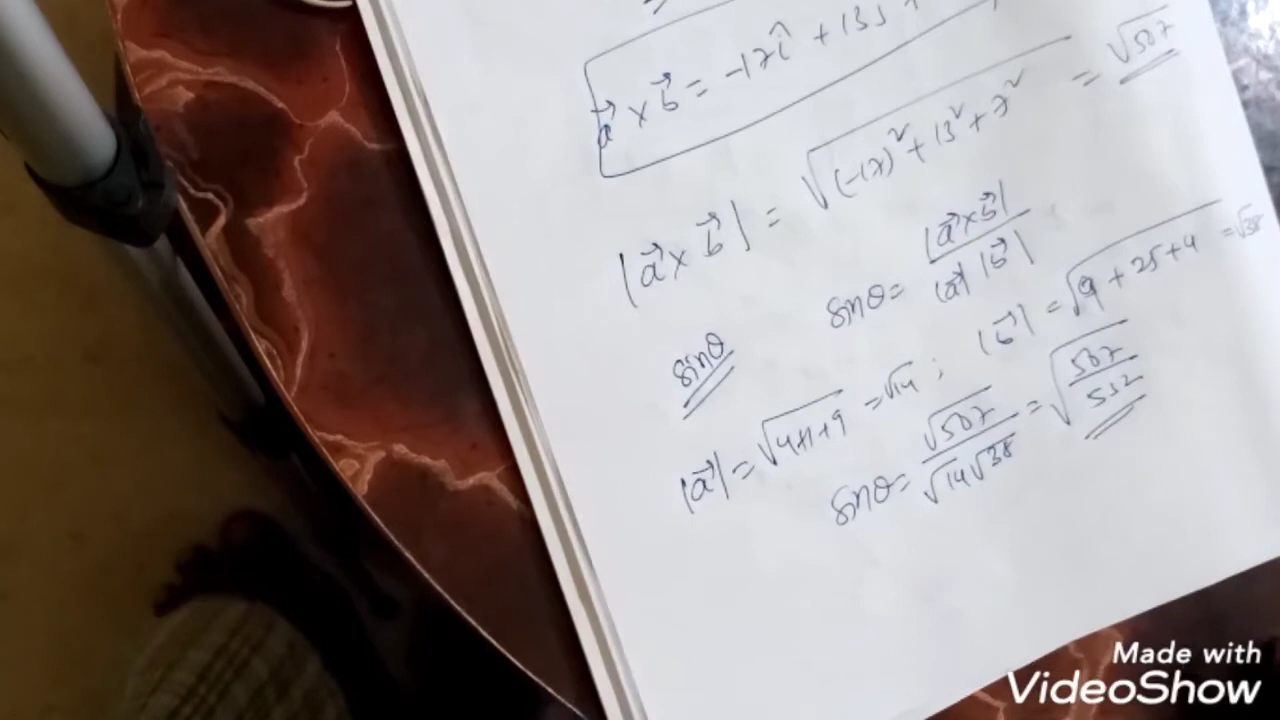 a⃗ × b⃗ = -17î + 13j +
|a⃗ × b⃗| = √((-17)² + 13² + 7²) = √507
sinθ
sinθ = |a⃗×b⃗| / |a⃗| |b⃗|
|a⃗| = √4+1+9 = √14 ; |b⃗| = √9+25+4 = √38
sinθ = √507 / √14√38 = √(507/532)
Made with
VideoShow